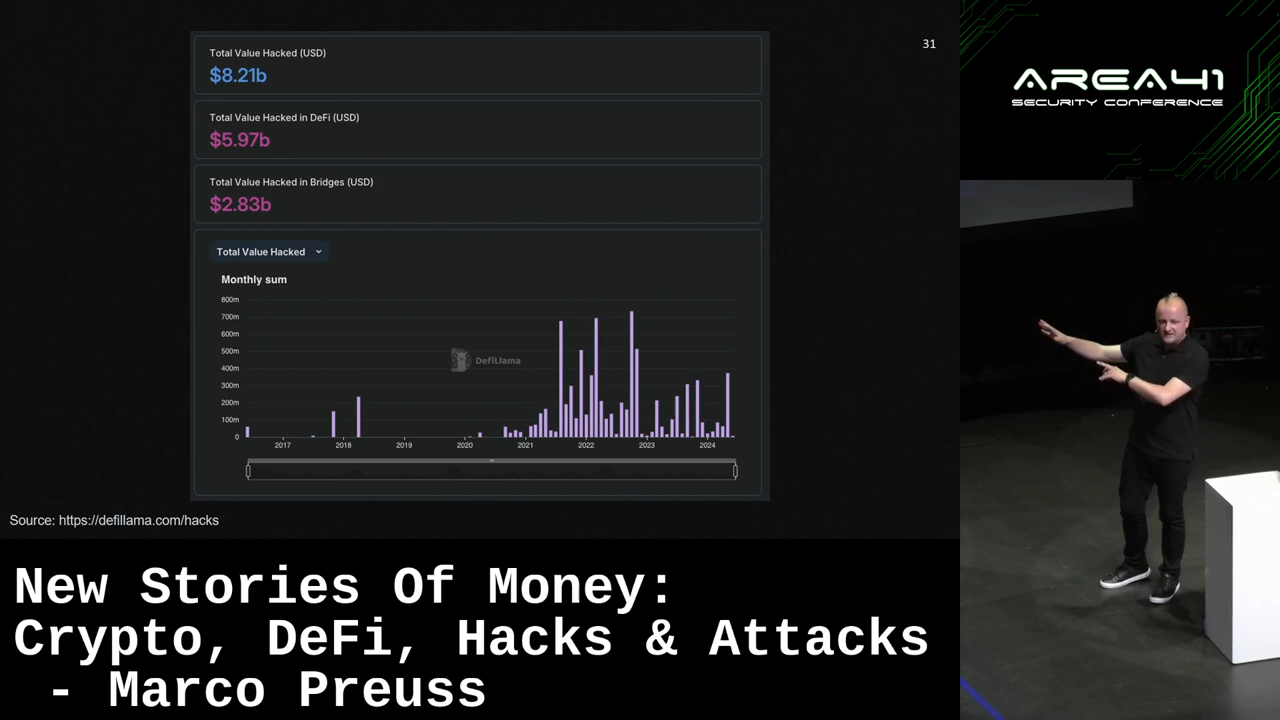 Total Value Hacked (USD)
$8.21b
Total Value Hacked in DeFi (USD)
$5.97b
Total Value Hacked in Bridges (USD)
$2.83b
Total Value Hacked
Monthly sum
800m
700m
600m
500m
400m
300m
200m
100m
0
DefiLlama
2017 2018 2019 2020 2021 2022 2023 2024
31
Source: https://defillama.com/hacks
AREA41
SECURITY CONFERENCE
New Stories Of Money:
Crypto, DeFi, Hacks & Attacks
- Marco Preuss